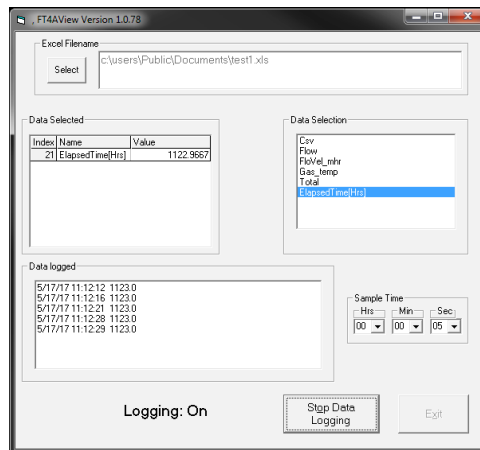 , FT4AView Version 1.0.78
Excel Filename
Select
c:\users\Public\Documents\test1.xls
Data Selected
Index Name Value
21 ElapsedTime[Hrs] 1122.9667
Data Selection
Csv
Flow
FloVel_mhr
Gas_temp
Total
ElapsedTime[Hrs]
Data logged
5/17/17 11:12:12 1123.0
5/17/17 11:12:16 1123.0
5/17/17 11:12:21 1123.0
5/17/17 11:12:28 1123.0
5/17/17 11:12:29 1123.0
Sample Time
Hrs Min Sec
00 00 05
Logging: On
Stop Data
Logging
Exit